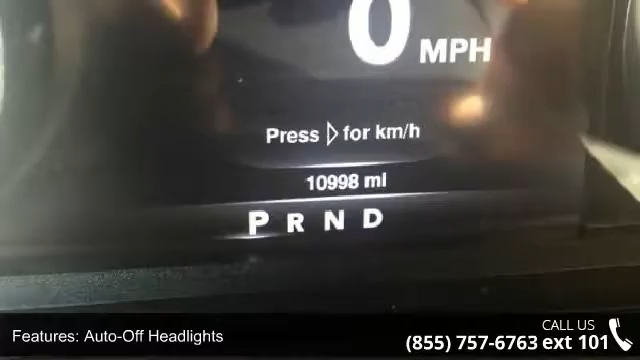 0 MPH
Press ▷ for km/h
10998 mi
P R N D
CALL US
Features: Auto-Off Headlights
(855) 757-6763 ext 101